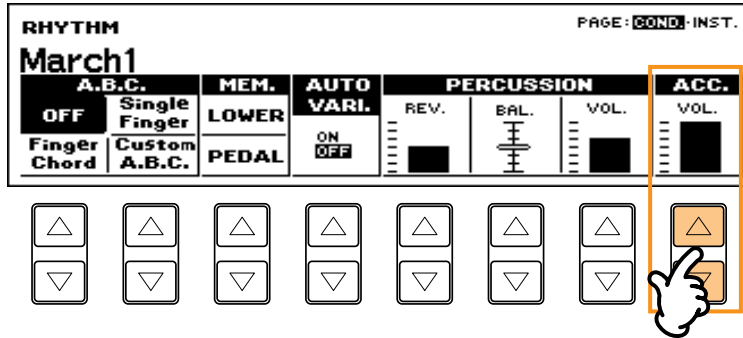 RHYTHM
PAGE: COND.·INST.
March1
A.B.C.
MEM.
AUTO VARI.
PERCUSSION
ACC.
OFF
Single Finger
LOWER
REV.
BAL.
VOL.
VOL.
Finger Chord
Custom A.B.C.
PEDAL
ON
OFF